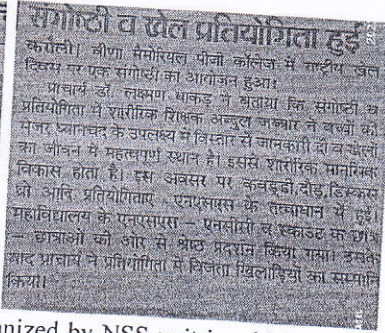 संगोष्ठी व खेल प्रतियोगिता हुई
करौली। वीणा मैमोरियल पीजी कॉलेज में राष्ट्रीय खेल
दिवस पर एक संगोष्ठी का आयोजन हुआ।
प्राचार्य डॉ लक्ष्मण धाकड़ ने बताया कि संगोष्ठी व
प्रतियोगिता में शारीरिक शिक्षक अब्दुल जब्बार ने बच्चों को
मेजर ध्यानचंद के उपलक्ष्य में विस्तार से जानकारी दी व खेलों
का जीवन में महत्वपूर्ण स्थान है। इससे शारीरिक, मानसिक
विकास होता है। इस अवसर पर कबड्डी,दौड़, डिस्कस
थ्रो आदि प्रतियोगिताएं एनएसएस के तत्वाधान में हुई।
महाविद्यालय के एनएसएस – एनसीसी व स्काउट के छात्र
– छात्राओं की ओर से श्रेष्ठ प्रदर्शन किया गया। उसके
बाद प्राचार्य ने प्रतियोगिता में विजेता खिलाड़ियों का सम्मानि
किया।
nized by NSS